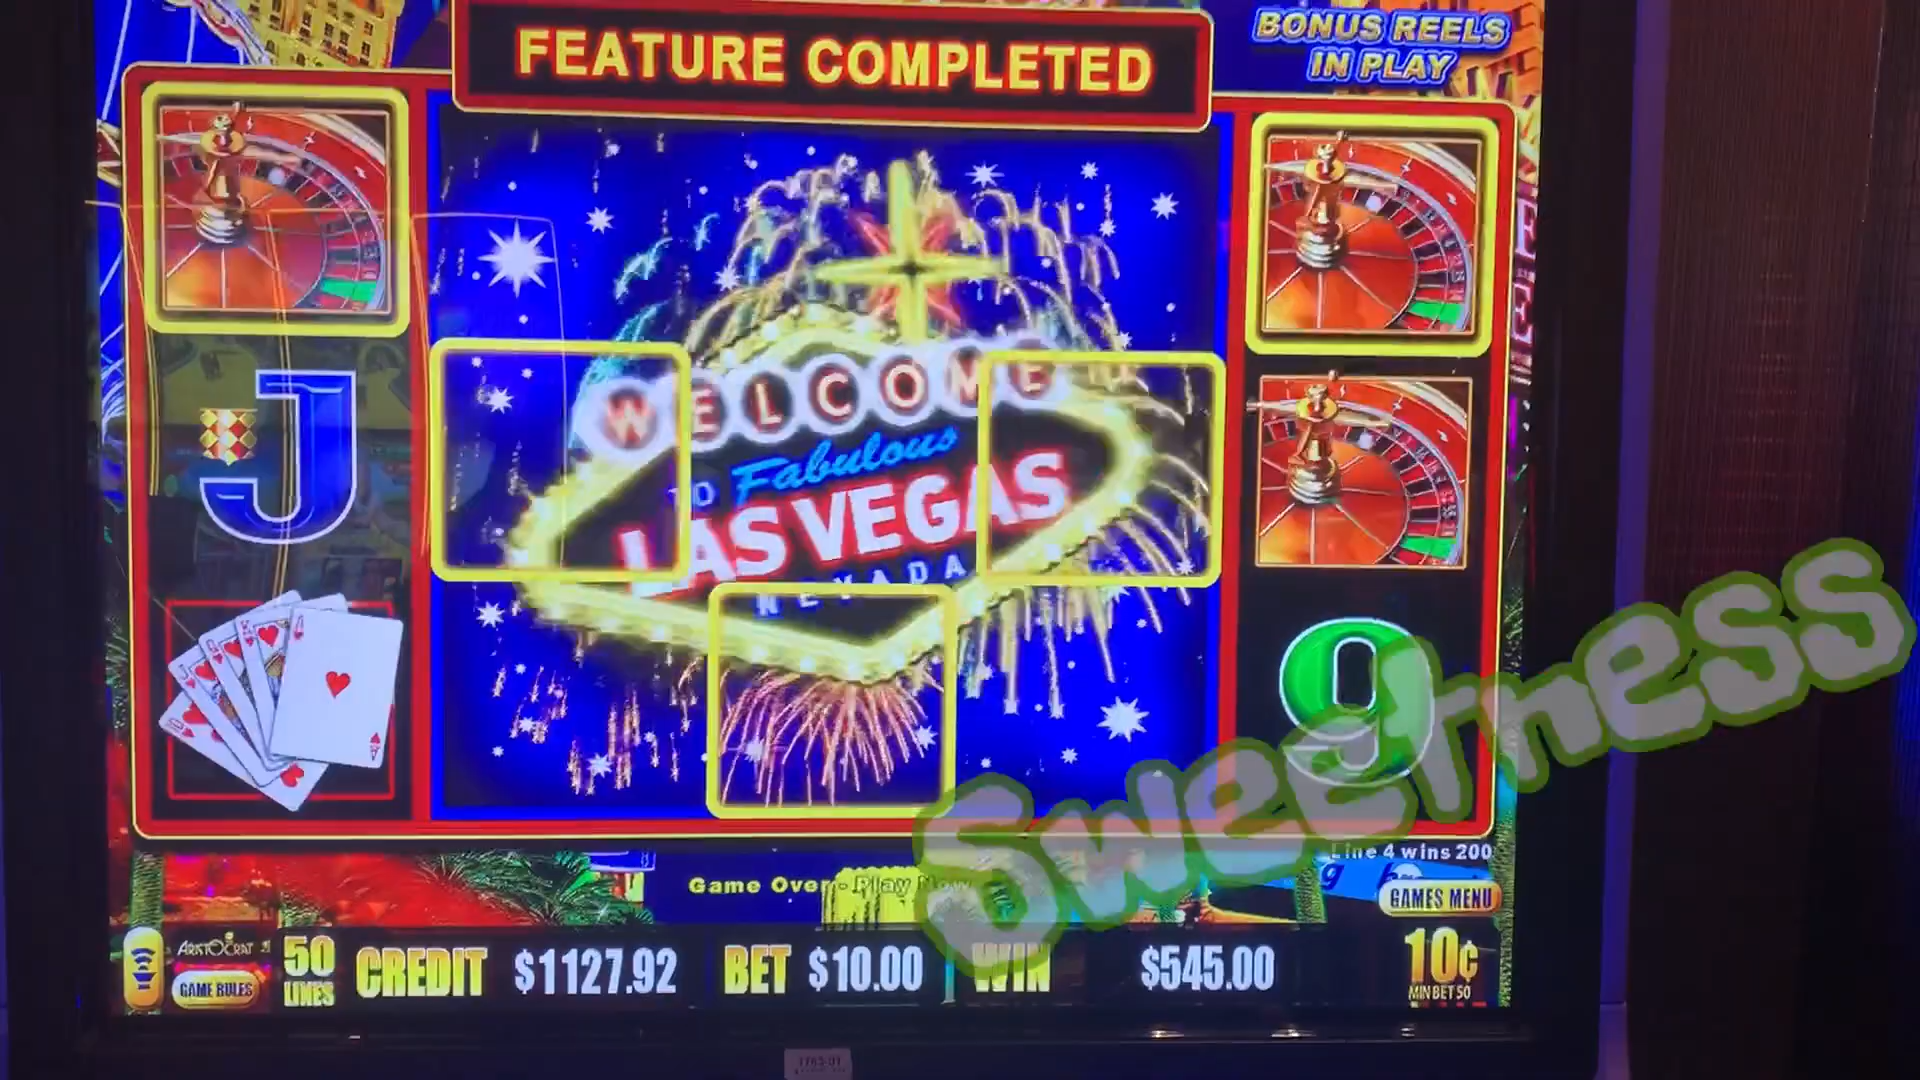 FEATURE COMPLETED
BONUS REELS
IN PLAY
WELCOME
TO Fabulous
LAS VEGAS
NEVADA
J
9
A
Sweetness
Line 4 wins 200
Game Over - Play Now
GAMES MENU
ARISTOCRAT
GAME RULES
50
LINES
CREDIT $1127.92
BET $10.00
WIN $545.00
10¢
MIN BET 50